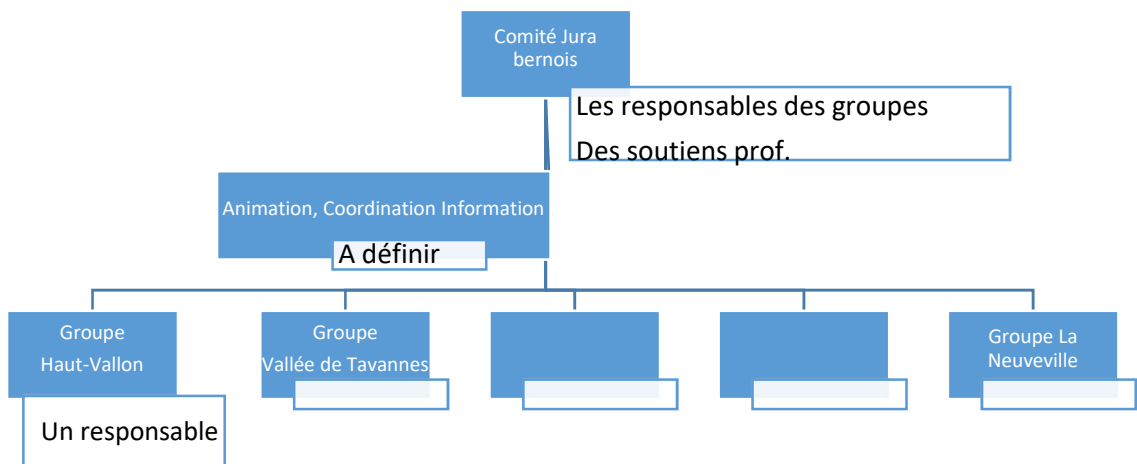 Comité Jura
bernois
Les responsables des groupes
Des soutiens prof.
Animation, Coordination Information
A définir
Groupe
Haut-Vallon
Un responsable
Groupe
Vallée de Tavannes
Groupe La
Neuveville